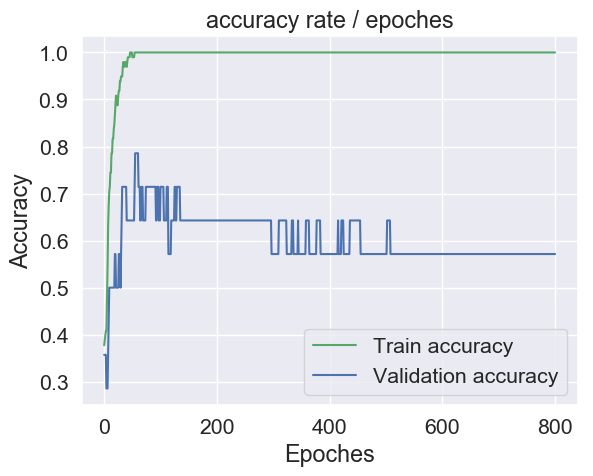 accuracy rate / epoches
1.0
0.9
0.8
0.7
0.6
0.5
0.4
0.3
Accuracy
Train accuracy
Validation accuracy
0 200 400 600 800
Epoches